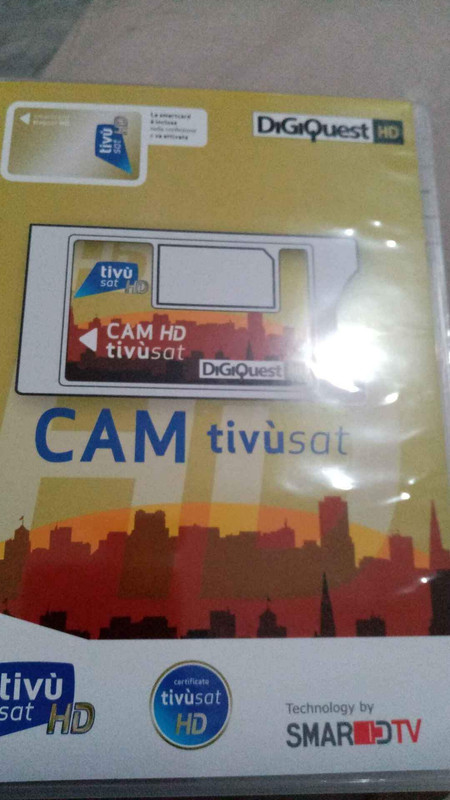 La smartcard
è inclusa
nella confezione
e va attivata
tivù
sat HD
DiGiQuest HD
tivù
sat HD
CAM HD
tivùsat
DiGiQuest
CAM tivùsat
tivù
sat HD
certificato
tivùsat
HD
Technology by
SMARDTV